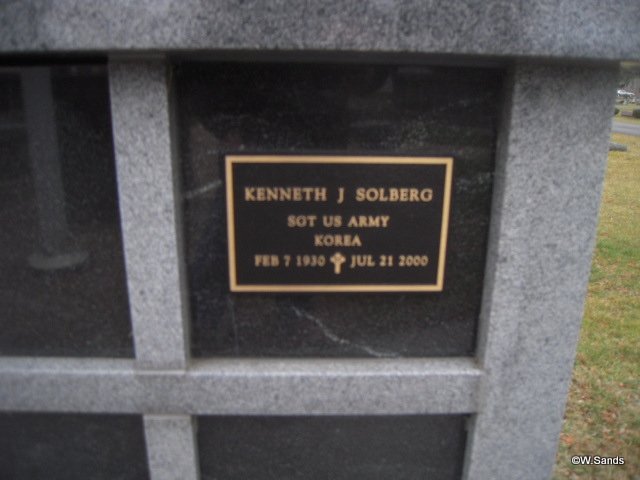 KENNETH J SOLBERG
SGT US ARMY
KOREA
FEB 7 1930 JUL 21 2000
©W.Sands